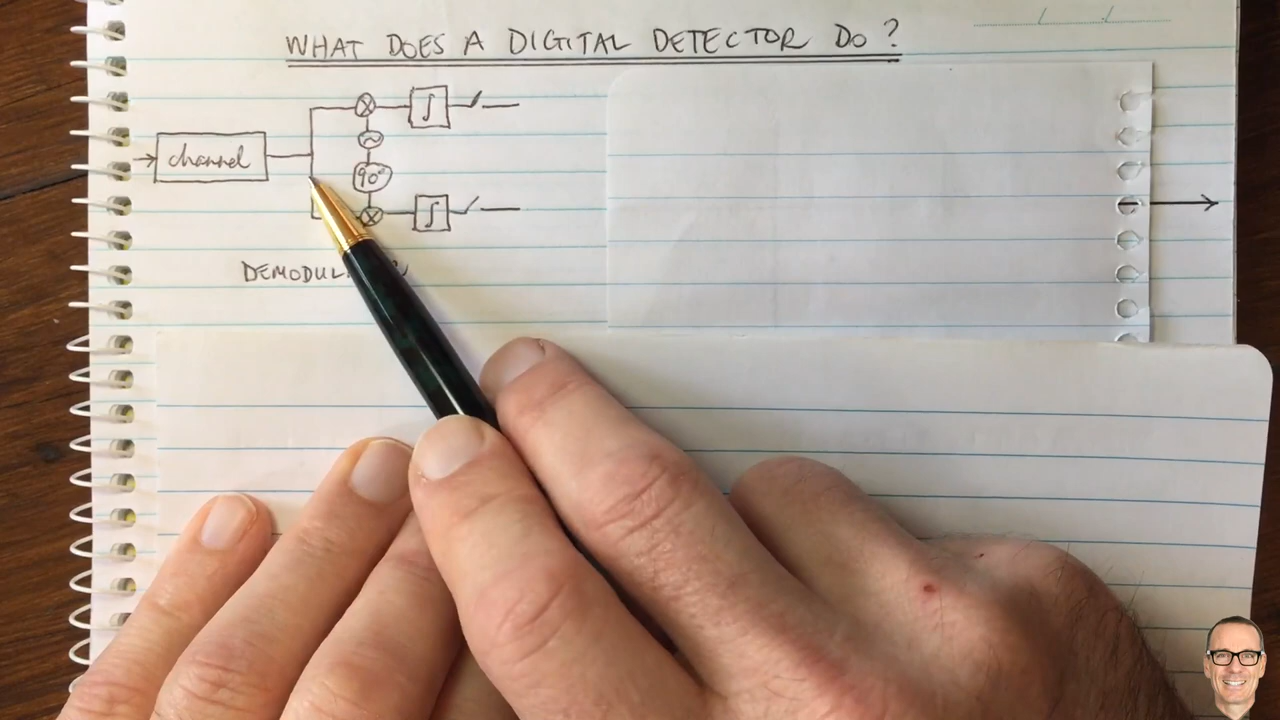 WHAT DOES A DIGITAL DETECTOR DO ?
∫
channel
90°
∫